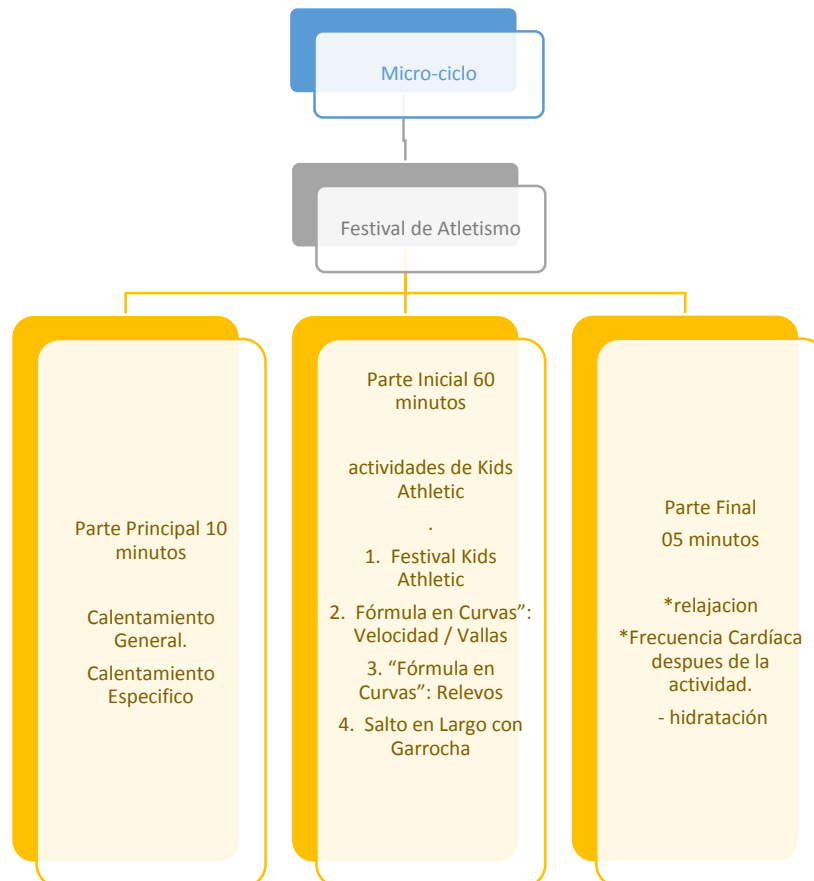 Micro-ciclo
Festival de Atletismo
Parte Principal 10
minutos
Calentamiento
General.
Calentamiento
Especifico
Parte Inicial 60
minutos
actividades de Kids
Athletic
.
1. Festival Kids
Athletic
2. Fórmula en Curvas”:
Velocidad / Vallas
3. “Fórmula en
Curvas”: Relevos
4. Salto en Largo con
Garrocha
Parte Final
05 minutos
*relajacion
*Frecuencia Cardíaca
despues de la
actividad.
- hidratación